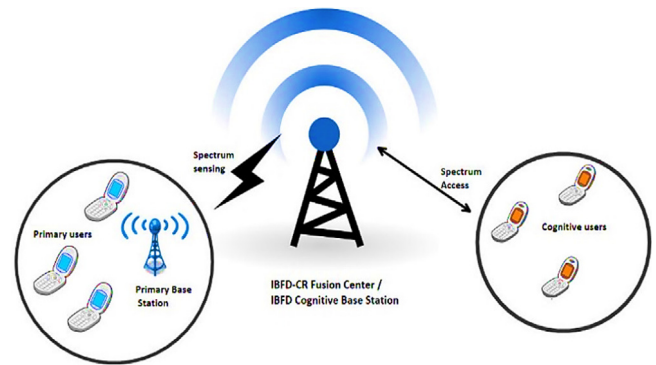 Spectrum
sensing
Spectrum
Access
Primary users
Primary Base
Station
Cognitive users
IBFD-CR Fusion Center /
IBFD Cognitive Base Station